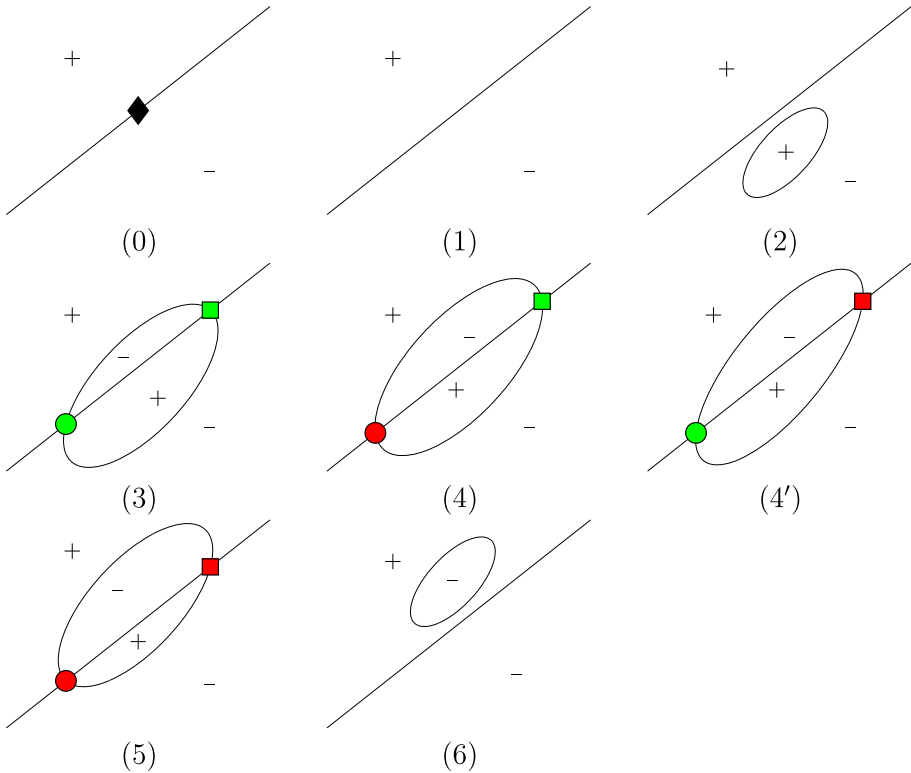 + + +
+
− − −
(0) (1) (2)
+ + +
− − −
+ + +
− − −
(3) (4) (4′)
+ +
− −
+
− −
(5) (6)